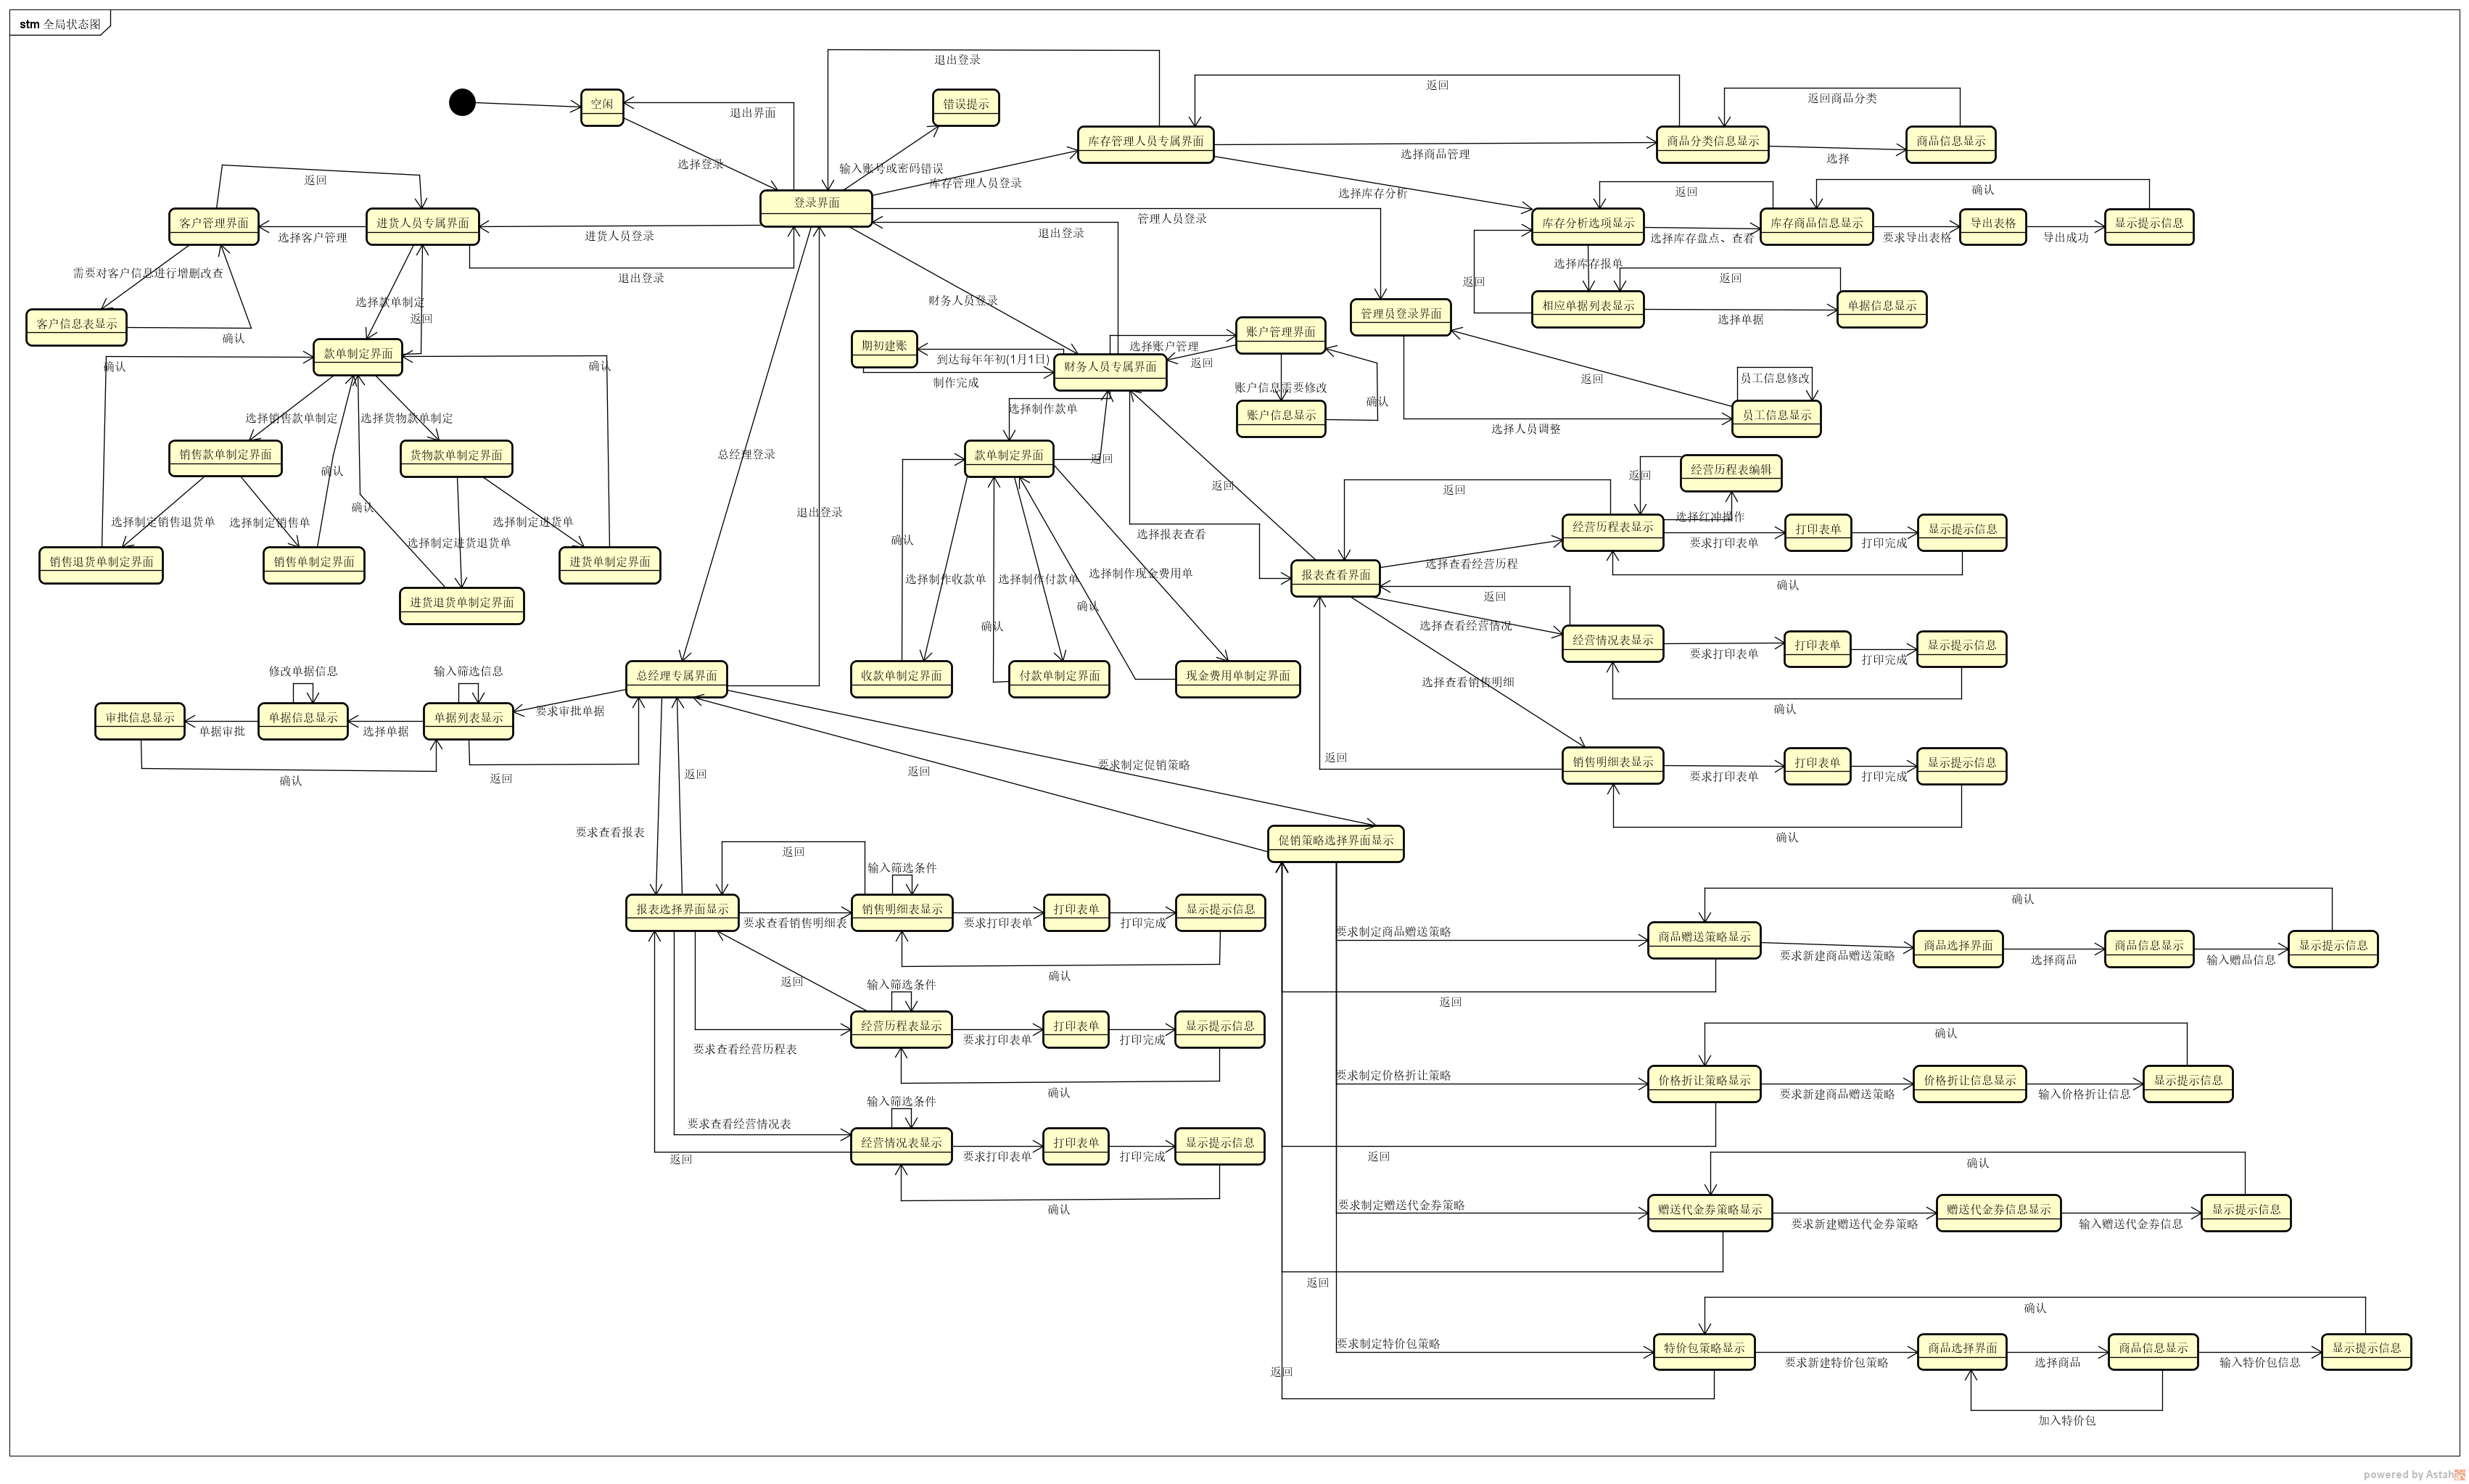 stm 全局状态图
退出登录
返回
返回商品分类
空闲
错误提示
退出界面
库存管理人员专属界面
商品分类信息显示
商品信息显示
选择商品管理
选择
选择登录
输入账号或密码错误
库存管理人员登录
返回
选择库存分析
返回
确认
登录界面
管理人员登录
客户管理界面
进货人员专属界面
库存分析选项显示
库存商品信息显示
导出表格
显示提示信息
选择客户管理
进货人员登录
退出登录
选择库存盘点、查看
要求导出表格
导出成功
需要对客户信息进行增删改查
退出登录
选择库存报单
返回
返回
选择款单制定
财务人员登录
相应单据列表显示
单据信息显示
管理员登录界面
选择单据
返回
客户信息表显示
确认
账户管理界面
期初建账
选择账户管理
款单制定界面
到达每年年初(1月1日)
财务人员专属界面
返回
确认
确认
制作完成
返回
员工信息修改
账户信息需要修改
确认
选择制作款单
账户信息显示
员工信息显示
选择销售款单制定
选择货物款单制定
选择人员调整
销售款单制定界面
货物款单制定界面
总经理登录
款单制定界面
返回
确认
经营历程表编辑
返回
返回
返回
确认
退出登录
选择制定销售退货单
选择制定销售单
选择制定进货单
选择红冲操作
经营历程表显示
打印表单
显示提示信息
选择报表查看
确认
选择制定进货退货单
要求打印表单
打印完成
销售退货单制定界面
销售单制定界面
进货单制定界面
选择查看经营历程
报表查看界面
选择制作收款单
选择制作付款单
选择制作现金费用单
确认
进货退货单制定界面
返回
确认
确认
选择查看经营情况
经营情况表显示
打印表单
显示提示信息
要求打印表单
打印完成
修改单据信息
输入筛选信息
总经理专属界面
收款单制定界面
付款单制定界面
现金费用单制定界面
选择查看销售明细
确认
审批信息显示
单据信息显示
单据列表显示
要求审批单据
单据审批
选择单据
返回
销售明细表显示
打印表单
显示提示信息
确认
返回
返回
返回
要求制定促销策略
要求打印表单
打印完成
要求查看报表
确认
促销策略选择界面显示
返回
输入筛选条件
确认
报表选择界面显示
销售明细表显示
打印表单
显示提示信息
要求查看销售明细表
要求打印表单
打印完成
要求制定商品赠送策略
商品赠送策略显示
商品选择界面
商品信息显示
显示提示信息
要求新建商品赠送策略
选择商品
输入赠品信息
确认
返回
输入筛选条件
返回
经营历程表显示
打印表单
显示提示信息
要求打印表单
打印完成
确认
要求查看经营历程表
要求制定价格折让策略
价格折让策略显示
价格折让信息显示
显示提示信息
要求新建商品赠送策略
输入价格折让信息
确认
输入筛选条件
要求查看经营情况表
经营情况表显示
打印表单
显示提示信息
返回
要求打印表单
打印完成
返回
确认
确认
要求制定赠送代金券策略
赠送代金券策略显示
赠送代金券信息显示
显示提示信息
要求新建赠送代金券策略
输入赠送代金券信息
返回
确认
要求制定特价包策略
特价包策略显示
商品选择界面
商品信息显示
显示提示信息
要求新建特价包策略
选择商品
输入特价包信息
返回
加入特价包
powered by Astah